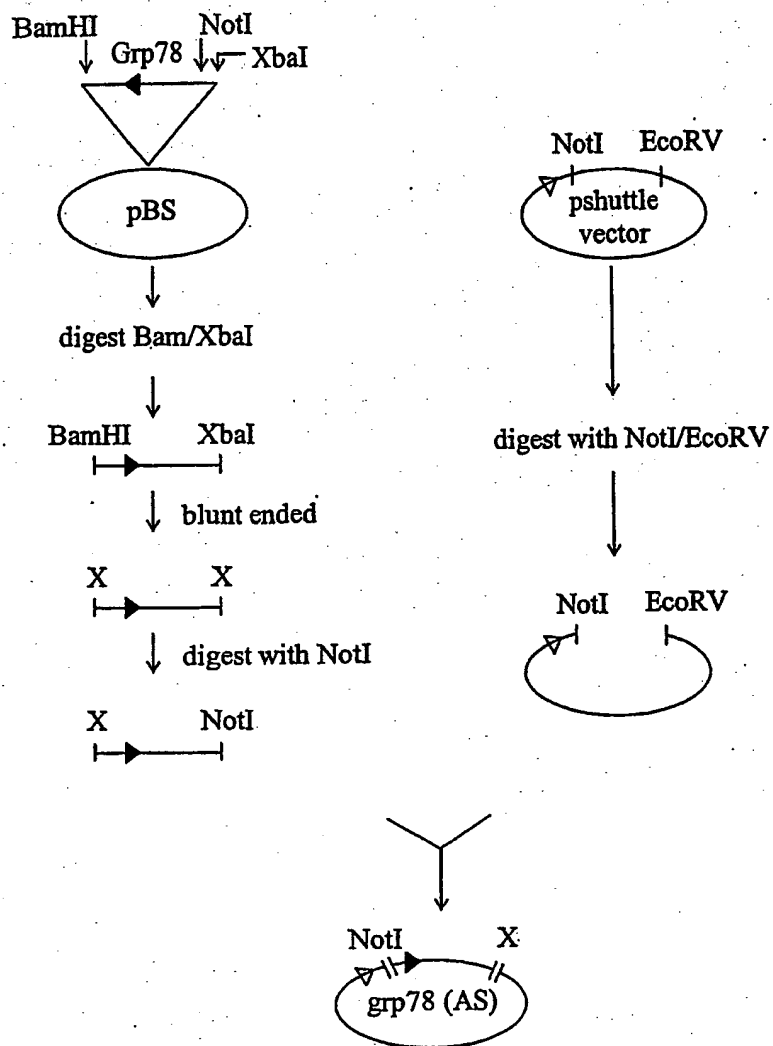 BamHI
NotI
Grp78
XbaI
pBS
digest Bam/XbaI
BamHI XbaI
blunt ended
X X
digest with NotI
X NotI
NotI EcoRV
pshuttle
vector
digest with NotI/EcoRV
NotI EcoRV
NotI X
grp78 (AS)